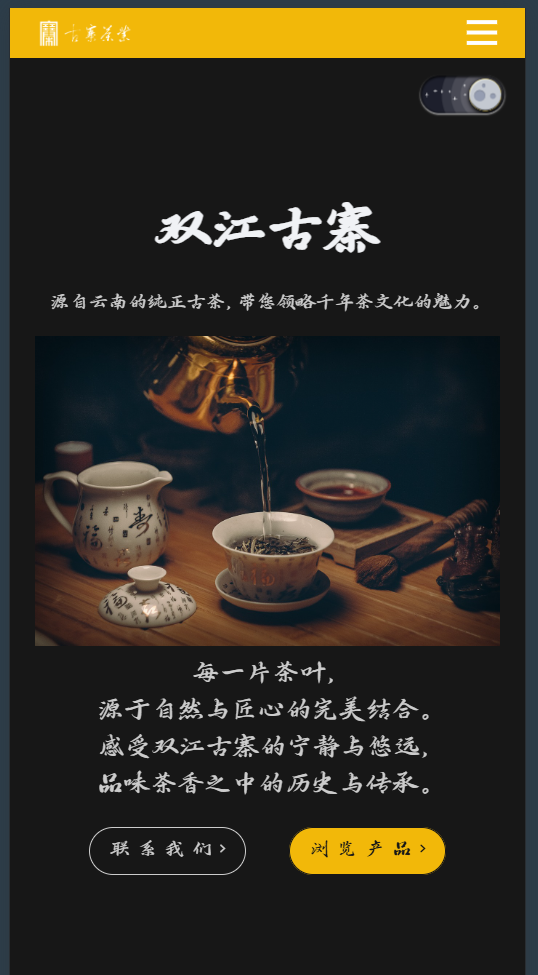 古寨茶业
双江古寨
源自云南的纯正古茶, 带您领略千年茶文化的魅力。
福
寿
福
每一片茶叶,
源于自然与匠心的完美结合。
感受双江古寨的宁静与悠远,
品味茶香之中的历史与传承。
联系我们 >
浏览产品 >